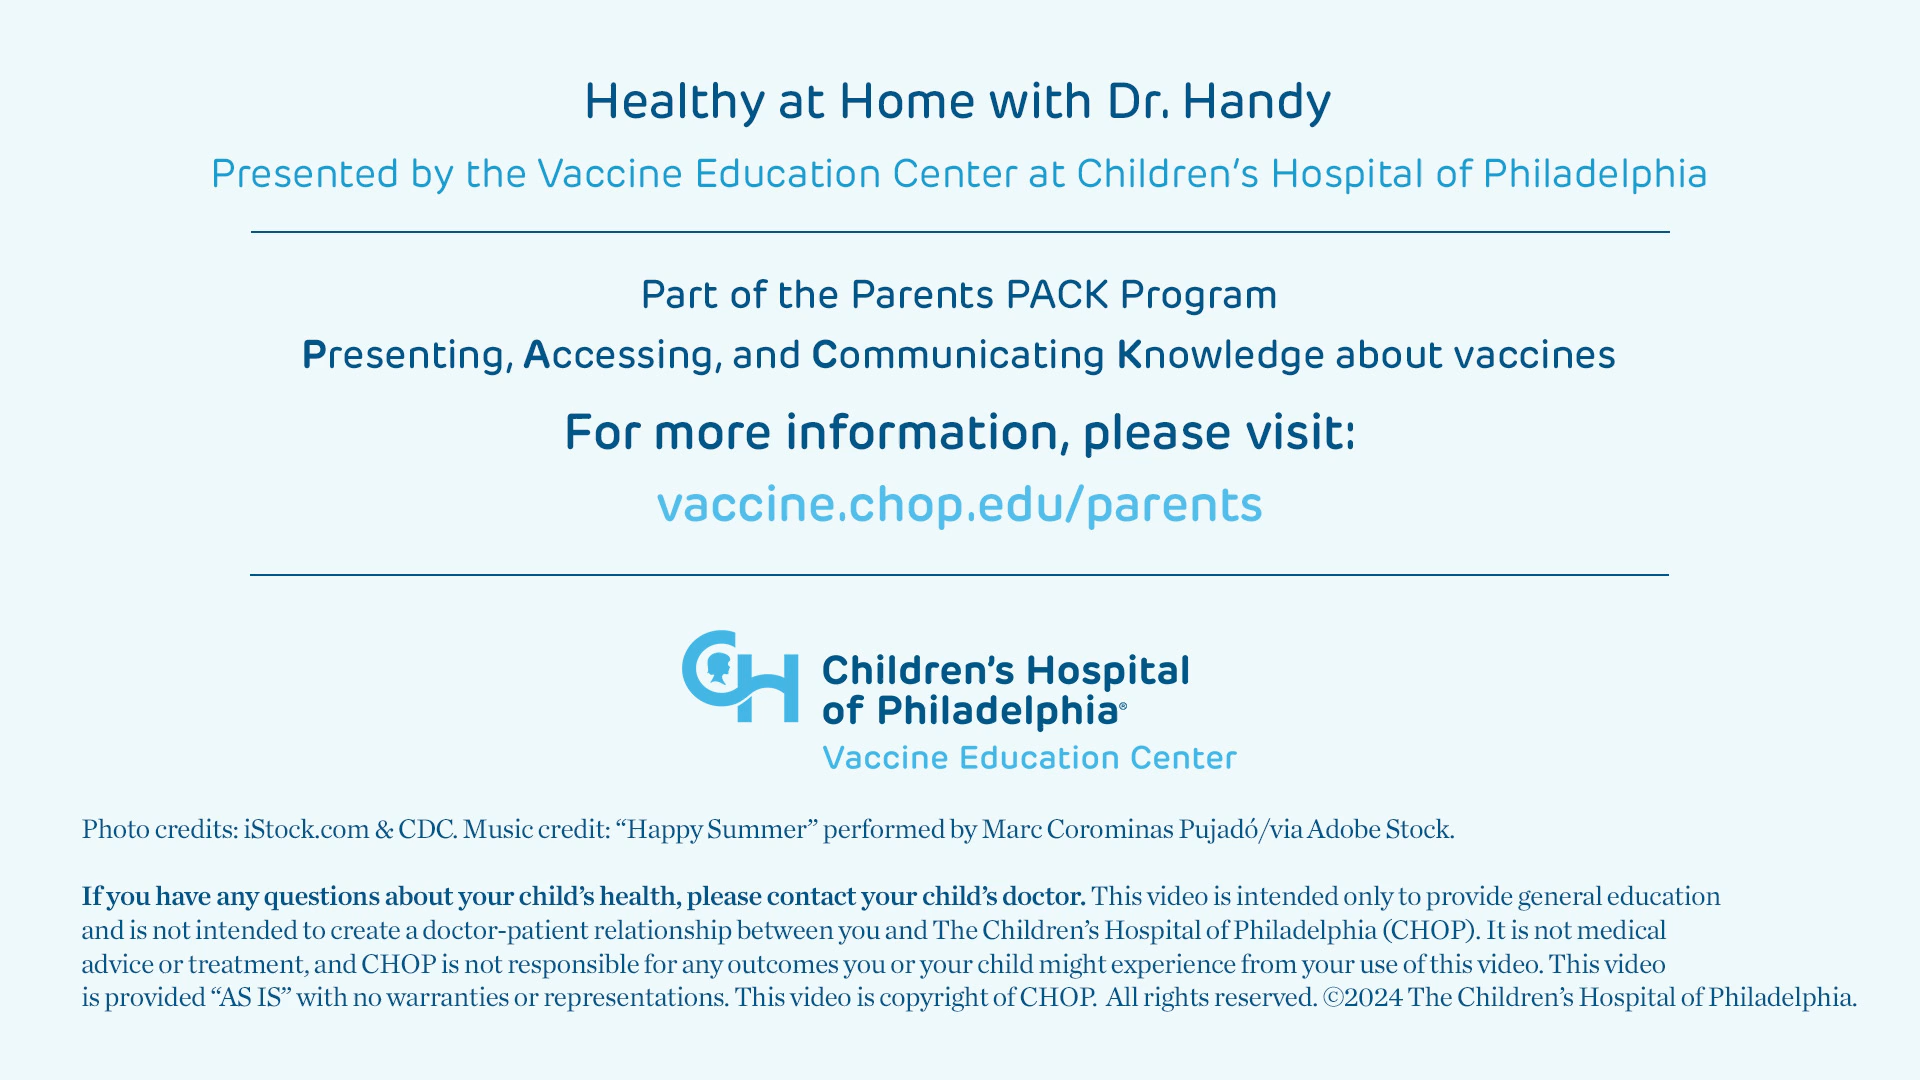 Healthy at Home with Dr. Handy
Presented by the Vaccine Education Center at Children’s Hospital of Philadelphia
Part of the Parents PACK Program
Presenting, Accessing, and Communicating Knowledge about vaccines
For more information, please visit:
vaccine.chop.edu/parents
CH
Children’s Hospital
of Philadelphia®
Vaccine Education Center
Photo credits: iStock.com & CDC. Music credit: “Happy Summer” performed by Marc Corominas Pujadó/via Adobe Stock.
If you have any questions about your child’s health, please contact your child’s doctor. This video is intended only to provide general education
and is not intended to create a doctor-patient relationship between you and The Children’s Hospital of Philadelphia (CHOP). It is not medical
advice or treatment, and CHOP is not responsible for any outcomes you or your child might experience from your use of this video. This video
is provided “AS IS” with no warranties or representations. This video is copyright of CHOP. All rights reserved. ©2024 The Children’s Hospital of Philadelphia.